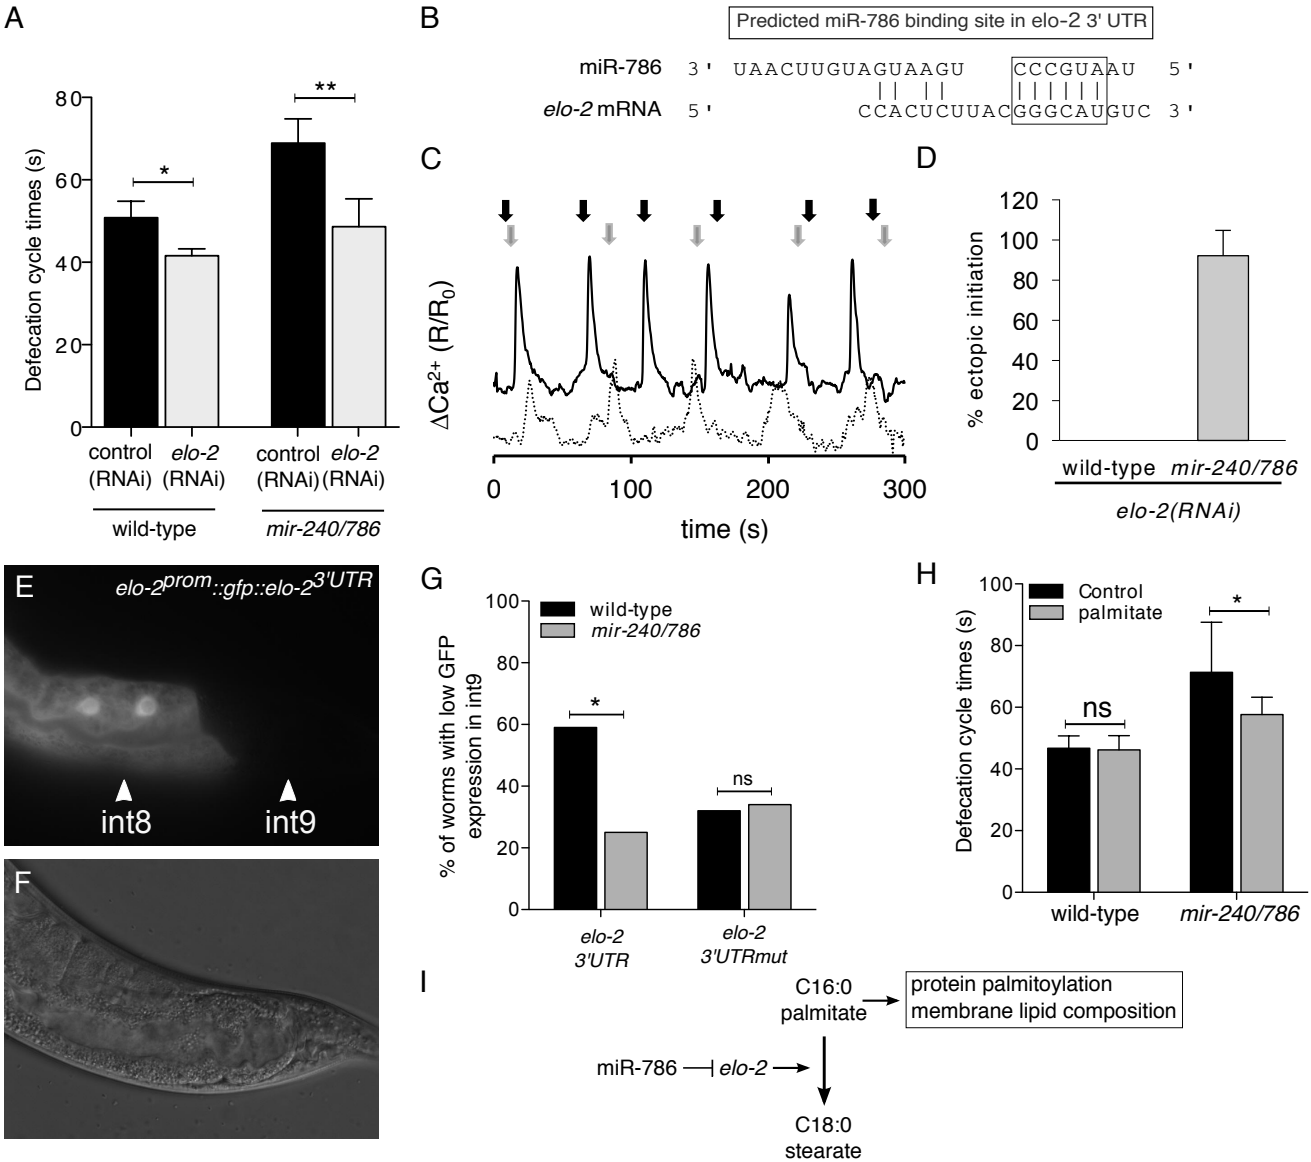 A
80
60
40
20
0
Defecation cycle times (s)
*
**
control
(RNAi)
elo-2
(RNAi)
control
(RNAi)
elo-2
(RNAi)
wild-type
mir-240/786
B
Predicted miR-786 binding site in elo-2 3' UTR
miR-786 3' UAACUUGUAGUAAGU CCCGUAAU 5'
elo-2 mRNA 5' CCACUCUUACGGGCAUGUC 3'
C
ΔCa2+ (R/R0)
0 100 200 300
time (s)
D
120
100
80
60
40
20
0
% ectopic initiation
wild-type mir-240/786
elo-2(RNAi)
E
elo-2prom::gfp::elo-23'UTR
int8 int9
F
G
100
80
60
40
20
0
% of worms with low GFP
expression in int9
wild-type
mir-240/786
*
ns
elo-2
3'UTR
elo-2
3'UTRmut
H
100
80
60
40
20
0
Defecation cycle times (s)
Control
palmitate
ns
*
wild-type
mir-240/786
I
C16:0
palmitate
protein palmitoylation
membrane lipid composition
miR-786 elo-2
C18:0
stearate